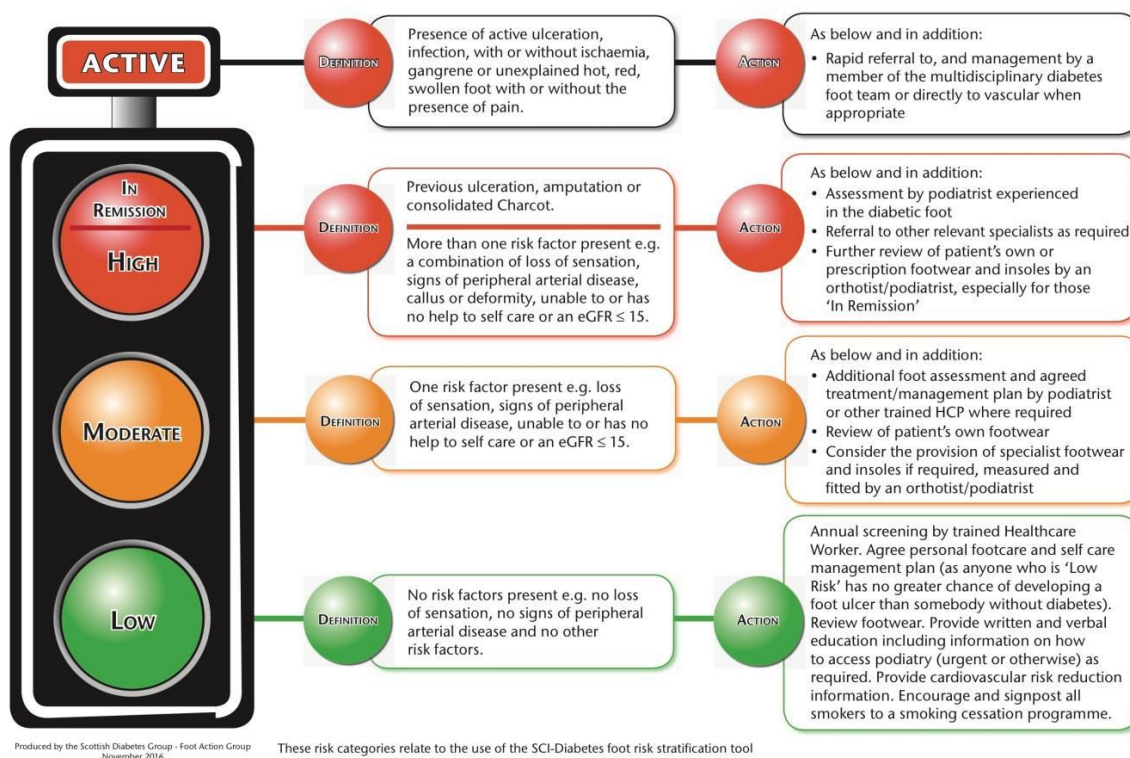 ACTIVE
DEFINITION
Presence of active ulceration,
infection, with or without ischaemia,
gangrene or unexplained hot, red,
swollen foot with or without the
presence of pain.
ACTION
As below and in addition:
• Rapid referral to, and management by a
member of the multidisciplinary diabetes
foot team or directly to vascular when
appropriate
IN
REMISSION
HIGH
DEFINITION
Previous ulceration, amputation or
consolidated Charcot.
More than one risk factor present e.g.
a combination of loss of sensation,
signs of peripheral arterial disease,
callus or deformity, unable to or has
no help to self care or an eGFR ≤ 15.
ACTION
As below and in addition:
• Assessment by podiatrist experienced
in the diabetic foot
• Referral to other relevant specialists as required
• Further review of patient's own or
prescription footwear and insoles by an
orthotist/podiatrist, especially for those
'In Remission'
MODERATE
DEFINITION
One risk factor present e.g. loss
of sensation, signs of peripheral
arterial disease, unable to or has no
help to self care or an eGFR ≤ 15.
ACTION
As below and in addition:
• Additional foot assessment and agreed
treatment/management plan by podiatrist
or other trained HCP where required
• Review of patient's own footwear
• Consider the provision of specialist footwear
and insoles if required, measured and
fitted by an orthotist/podiatrist
LOW
DEFINITION
No risk factors present e.g. no loss
of sensation, no signs of peripheral
arterial disease and no other
risk factors.
ACTION
Annual screening by trained Healthcare
Worker. Agree personal footcare and self care
management plan (as anyone who is 'Low
Risk' has no greater chance of developing a
foot ulcer than somebody without diabetes).
Review footwear. Provide written and verbal
education including information on how
to access podiatry (urgent or otherwise) as
required. Provide cardiovascular risk reduction
information. Encourage and signpost all
smokers to a smoking cessation programme.
Produced by the Scottish Diabetes Group - Foot Action Group
November 2016
These risk categories relate to the use of the SCI-Diabetes foot risk stratification tool